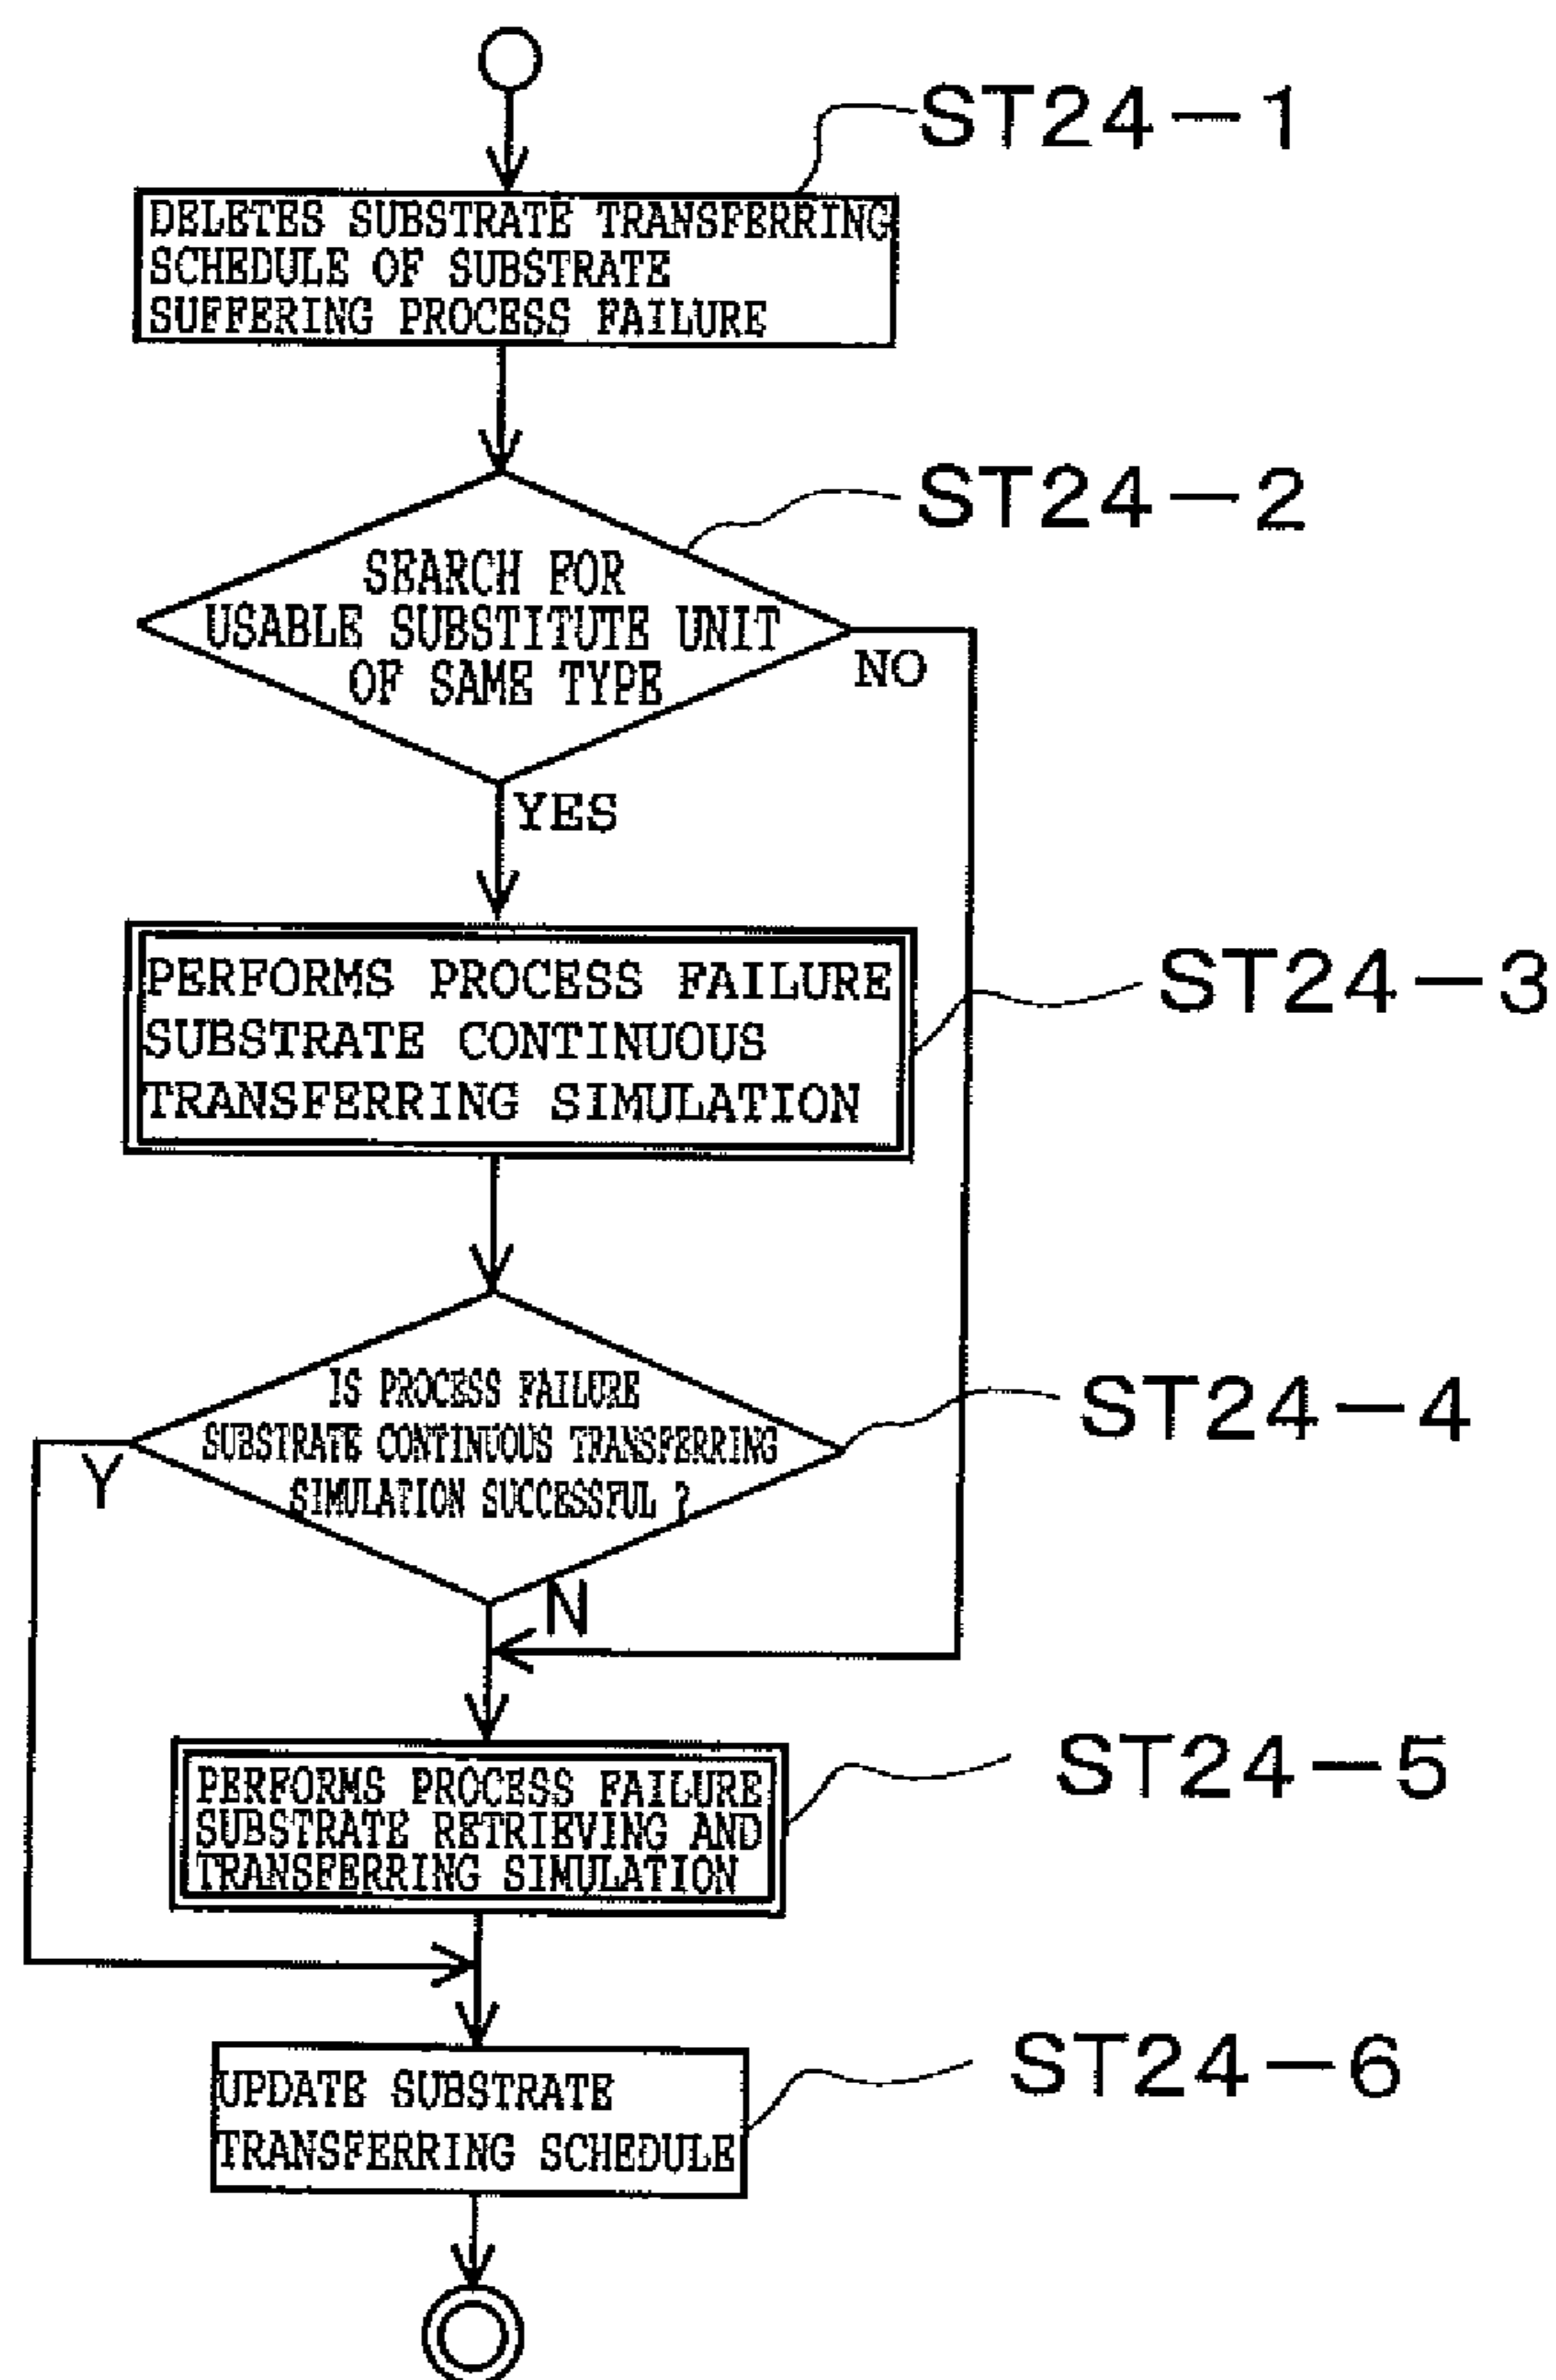 ST24-1
DELETES SUBSTRATE TRANSFERRING
SCHEDULE OF SUBSTRATE
SUFFERING PROCESS FAILURE
ST24-2
SEARCH FOR
USABLE SUBSTITUTE UNIT
OF SAME TYPE
NO
YES
ST24-3
PERFORMS PROCESS FAILURE
SUBSTRATE CONTINUOUS
TRANSFERRING SIMULATION
ST24-4
IS PROCESS FAILURE
SUBSTRATE CONTINUOUS TRANSFERRING
SIMULATION SUCCESSFUL ?
Y
N
ST24-5
PERFORMS PROCESS FAILURE
SUBSTRATE RETRIEVING AND
TRANSFERRING SIMULATION
ST24-6
UPDATE SUBSTRATE
TRANSFERRING SCHEDULE